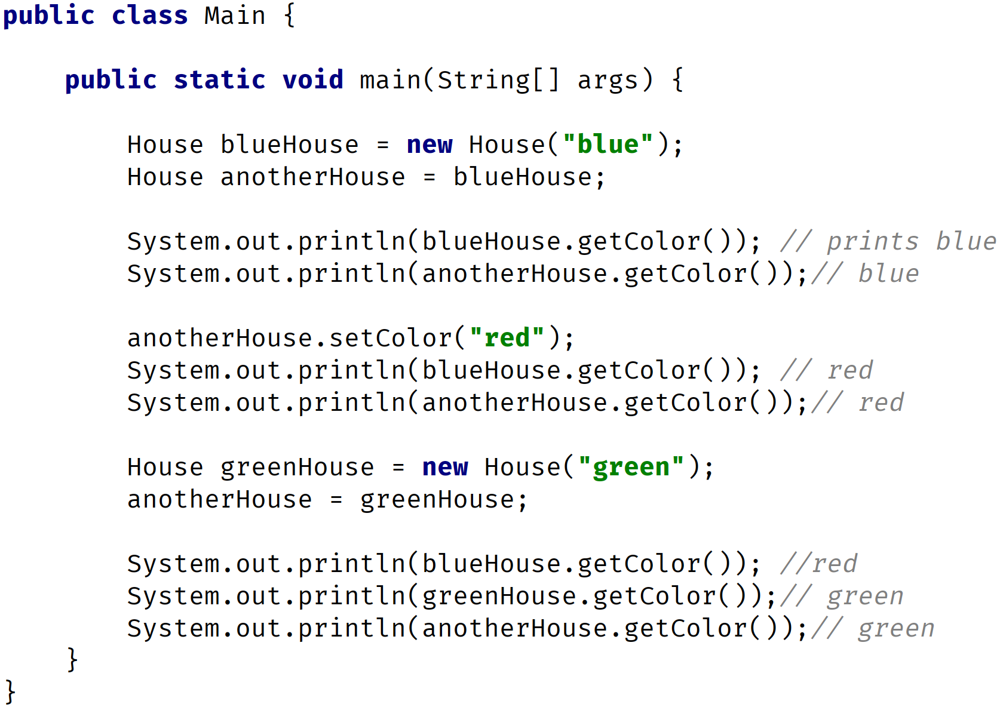 public class Main {
public static void main(String[] args) {
House blueHouse = new House("blue");
House anotherHouse = blueHouse;
System.out.println(blueHouse.getColor()); // prints blue
System.out.println(anotherHouse.getColor());// blue
anotherHouse.setColor("red");
System.out.println(blueHouse.getColor()); // red
System.out.println(anotherHouse.getColor());// red
House greenHouse = new House("green");
anotherHouse = greenHouse;
System.out.println(blueHouse.getColor()); //red
System.out.println(greenHouse.getColor());// green
System.out.println(anotherHouse.getColor());// green
}
}